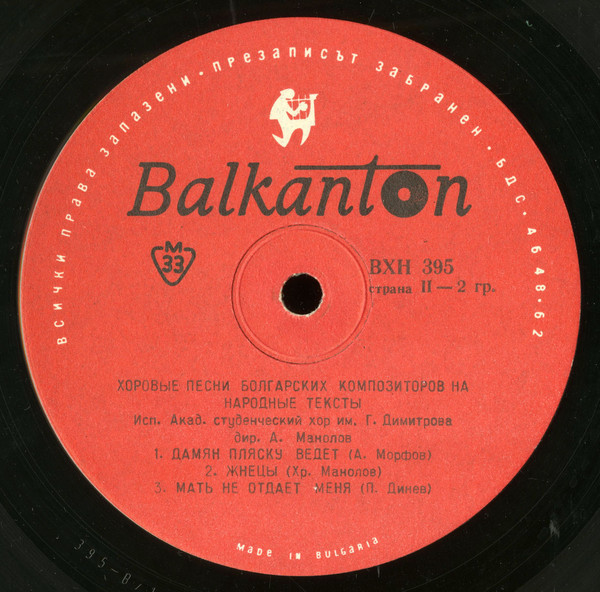 ВСИЧКИ ПРАВА ЗАПАЗЕНИ • ПРЕЗАПИСЪТ ЗАБРАНЕН • БДС • 4648-62
Balkanton
М
33
ВХН 395
страна II — 2 гр.
ХОРОВЫЕ ПЕСНИ БОЛГАРСКИХ КОМПОЗИТОРОВ НА
НАРОДНЫЕ ТЕКСТЫ
Исп. Акад. студенческий хор им. Г. Димитрова
дир. А. Манолов
1. ДАМЯН ПЛЯСКУ ВЕДЕТ (А. Морфов)
2. ЖНЕЦЫ (Хр. Манолов)
3. МАТЬ НЕ ОТДАЕТ МЕНЯ (П. Динев)
MADE IN BULGARIA